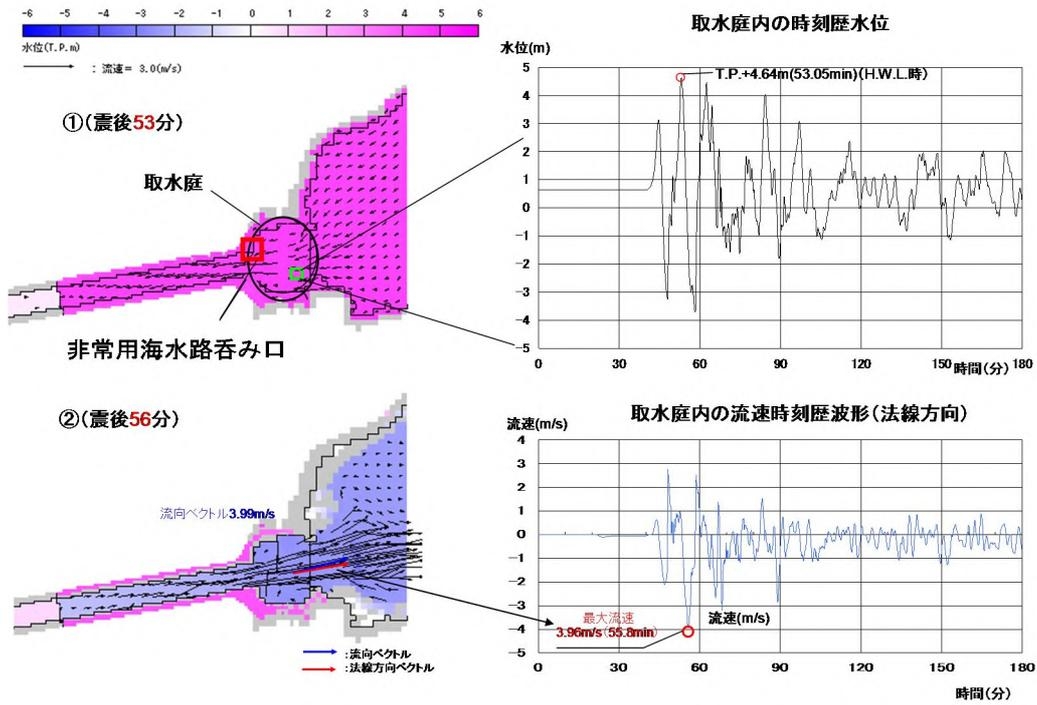 -6 -5 -4 -3 -2 -1 0 1 2 3 4 5 6
水位(T.P.m)
: 流速= 3.0(m/s)
①(震後53分)
取水庭
非常用海水路呑み口
取水庭内の時刻歴水位
水位(m)
T.P.+4.64m(53.05min)(H.W.L.時)
5
4
3
2
1
0
-1
-2
-3
-4
-5
0 30 60 90 120 150 180
時間(分)
②(震後56分)
流向ベクトル3.99m/s
:流向ベクトル
:法線方向ベクトル
取水庭内の流速時刻歴波形(法線方向)
流速(m/s)
4
3
2
1
0
-1
-2
-3
-4
-5
最大流速
3.96m/s(55.8min)
流速(m/s)
0 30 60 90 120 150 180
時間(分)